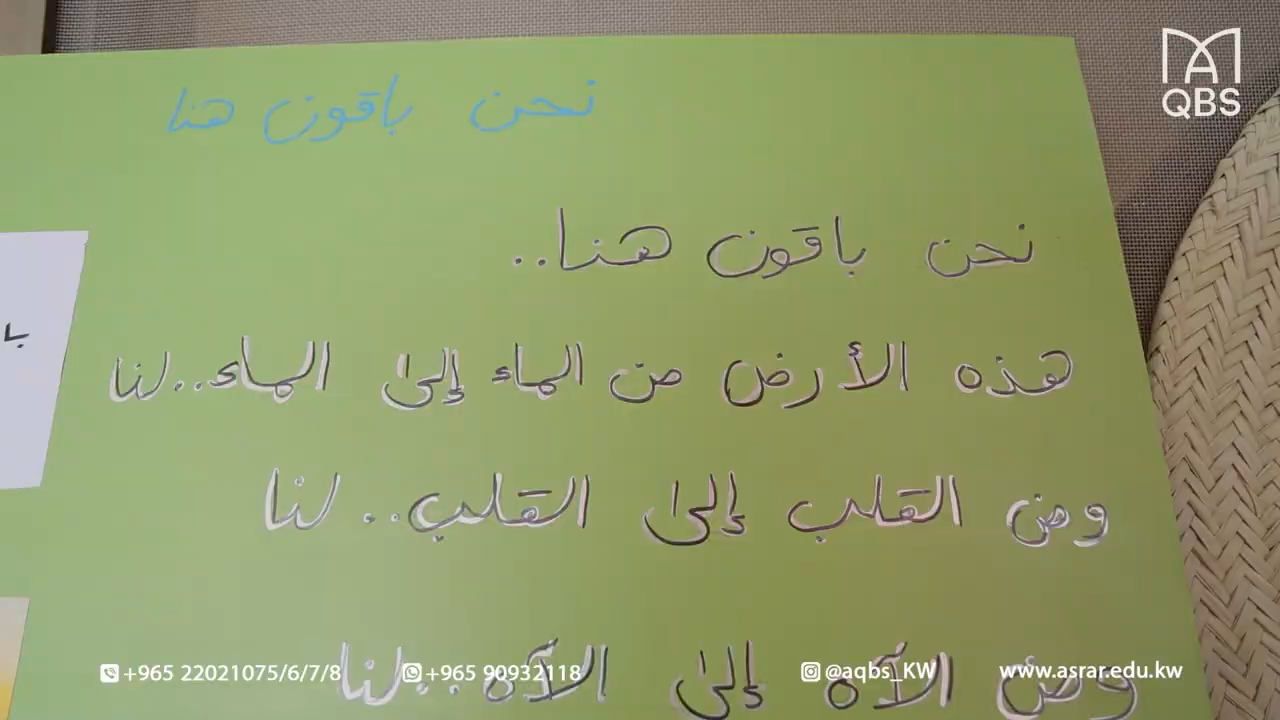 QBS
نحن باقون هنا
نحن باقون هنا..
هذه الأرض من الماء إلى الماء..لنا
ومن القلب إلى القلب.. لنا
ومن الآه إلى الآه..لنا
+965 22021075/6/7/8 +965 90932118 @aqbs_KW www.asrar.edu.kw